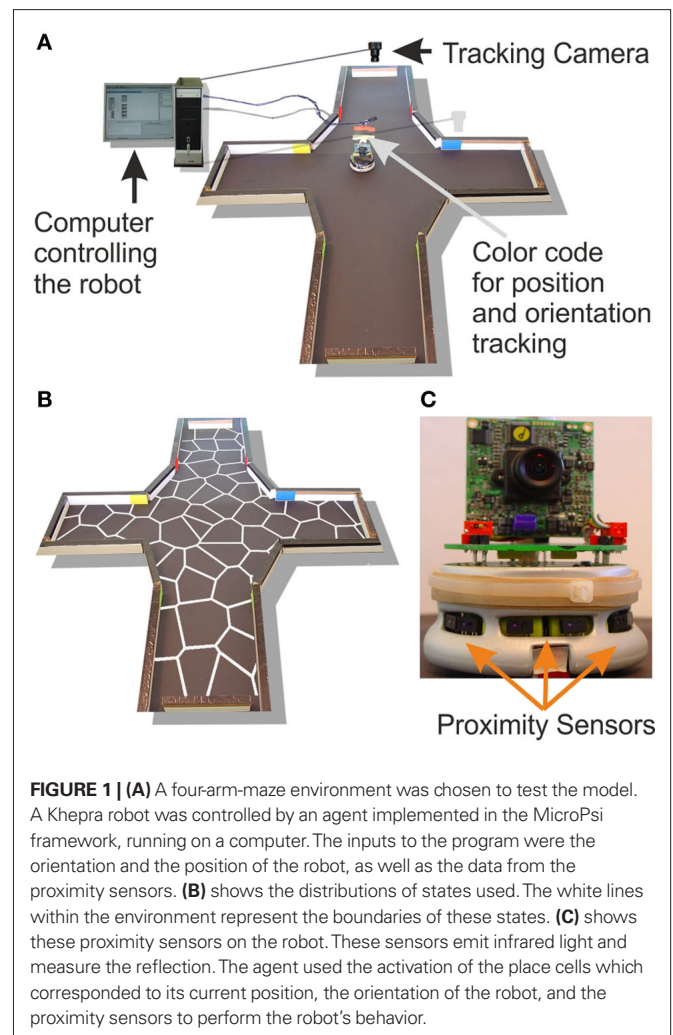 A
Tracking Camera
Computer
controlling
the robot
Color code
for position
and orientation
tracking
B
C
Proximity Sensors
FIGURE 1 | (A) A four-arm-maze environment was chosen to test the model.
A Khepra robot was controlled by an agent implemented in the MicroPsi
framework, running on a computer. The inputs to the program were the
orientation and the position of the robot, as well as the data from the
proximity sensors. (B) shows the distributions of states used. The white lines
within the environment represent the boundaries of these states. (C) shows
these proximity sensors on the robot. These sensors emit infrared light and
measure the reflection. The agent used the activation of the place cells which
corresponded to its current position, the orientation of the robot, and the
proximity sensors to perform the robot's behavior.